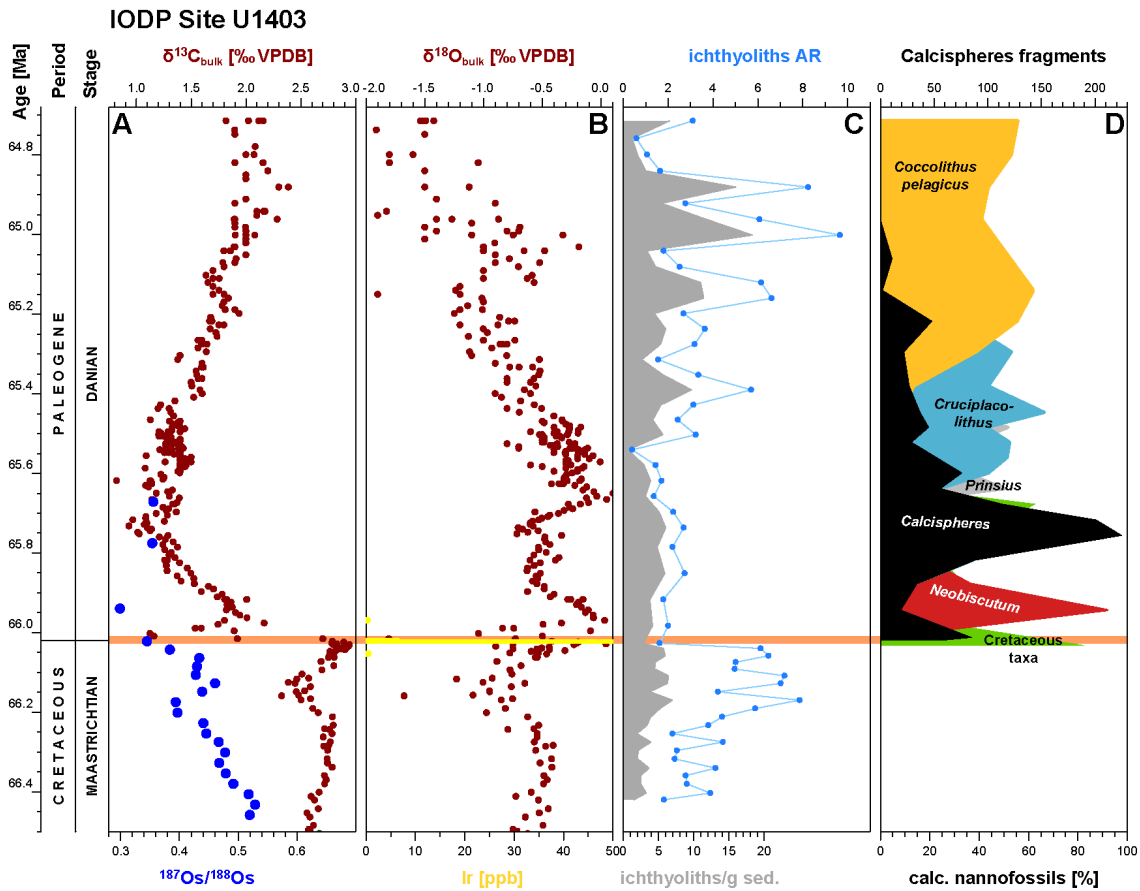 IODP Site U1403
δ¹³Cbulk [‰ VPDB]
δ¹⁸Obulk [‰ VPDB]
ichthyoliths AR
Calcispheres fragments
Age [Ma]
Period
Stage
1.0 1.5 2.0 2.5 3.0
-2.0 -1.5 -1.0 -0.5 0.0
0 2 4 6 8 10
0 50 100 150 200
A
B
C
D
64.8
65.0
65.2
65.4
65.6
65.8
66.0
66.2
66.4
PALEOGENE
CRETACEOUS
DANIAN
MAASTRICHTIAN
Coccolithus
pelagicus
Cruciplaco-
lithus
Prinsius
Calcispheres
Neobiscutum
Cretaceous
taxa
0.3 0.4 0.5 0.6
0 10 20 30 40 50
0 5 10 15 20
0 20 40 60 80 100
¹⁸⁷Os/¹⁸⁸Os
Ir [ppb]
ichthyoliths/g sed.
calc. nannofossils [%]